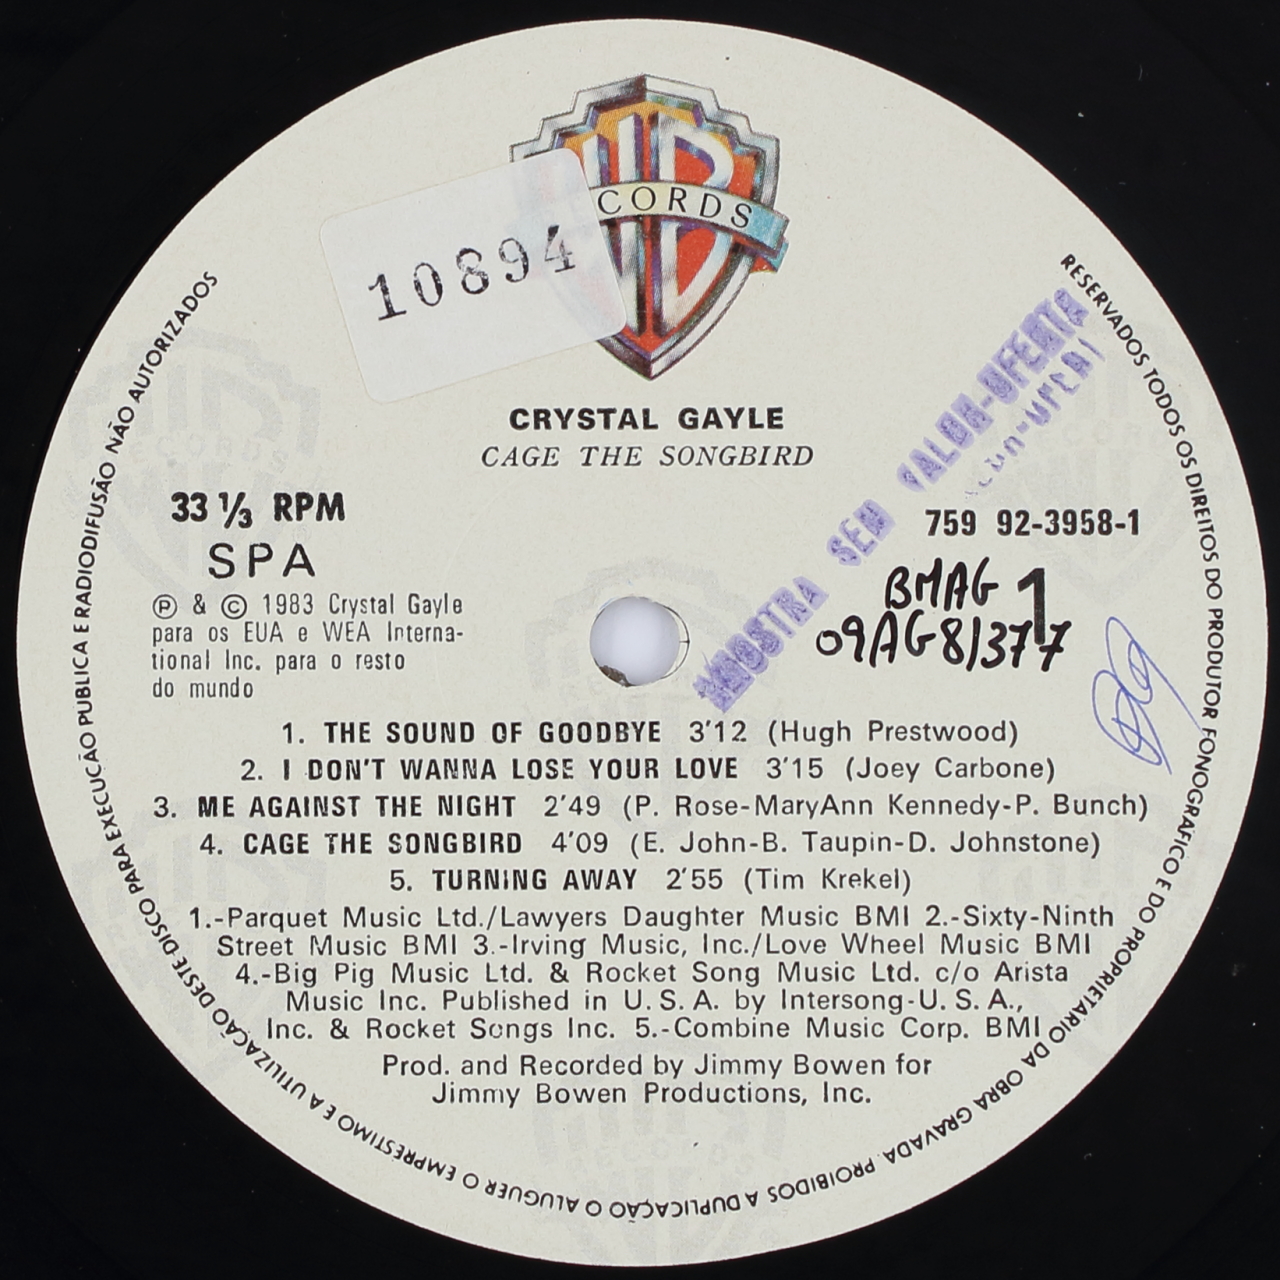 CORDS
10894
CRYSTAL GAYLE
CAGE THE SONGBIRD
33 ⅓ RPM
SPA
Ⓟ & © 1983 Crystal Gayle
para os EUA e WEA Interna-
tional Inc. para o resto
do mundo
AMOSTRA SEM VALOR-OFERTA
759 92-3958-1
1
BMAG
09AG81377
1. THE SOUND OF GOODBYE 3'12 (Hugh Prestwood)
2. I DON'T WANNA LOSE YOUR LOVE 3'15 (Joey Carbone)
3. ME AGAINST THE NIGHT 2'49 (P. Rose-MaryAnn Kennedy-P. Bunch)
4. CAGE THE SONGBIRD 4'09 (E. John-B. Taupin-D. Johnstone)
5. TURNING AWAY 2'55 (Tim Krekel)
1.-Parquet Music Ltd./Lawyers Daughter Music BMI 2.-Sixty-Ninth
Street Music BMI 3.-Irving Music, Inc./Love Wheel Music BMI
4.-Big Pig Music Ltd. & Rocket Song Music Ltd. c/o Arista
Music Inc. Published in U.S.A. by Intersong-U.S.A.,
Inc. & Rocket Songs Inc. 5.-Combine Music Corp. BMI
Prod. and Recorded by Jimmy Bowen for
Jimmy Bowen Productions, Inc.
RESERVADOS TODOS OS DIREITOS DO PRODUTOR FONOGRAFICO E DO PROPRIETARIO DA OBRA GRAVADA. PROIBIDOS A DUPLICAÇÃO O ALUGUER O EMPRESTIMO E A UTILIZAÇÃO DESTE DISCO PARA EXECUÇÃO PUBLICA E RADIODIFUSÃO NÃO AUTORIZADOS